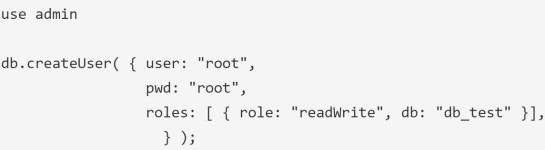 use admin
db.createUser( { user: "root",
pwd: "root",
roles: [ { role: "readWrite", db: "db_test" }],
} );